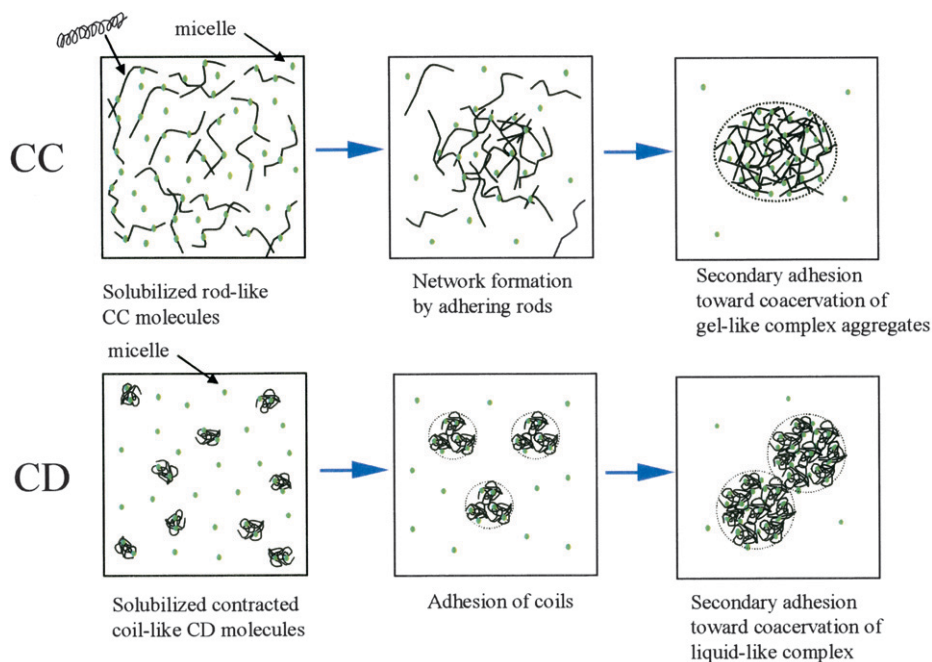 micelle
CC
Solubilized rod-like
CC molecules
Network formation
by adhering rods
Secondary adhesion
toward coacervation of
gel-like complex aggregates
micelle
CD
Solubilized contracted
coil-like CD molecules
Adhesion of coils
Secondary adhesion
toward coacervation of
liquid-like complex